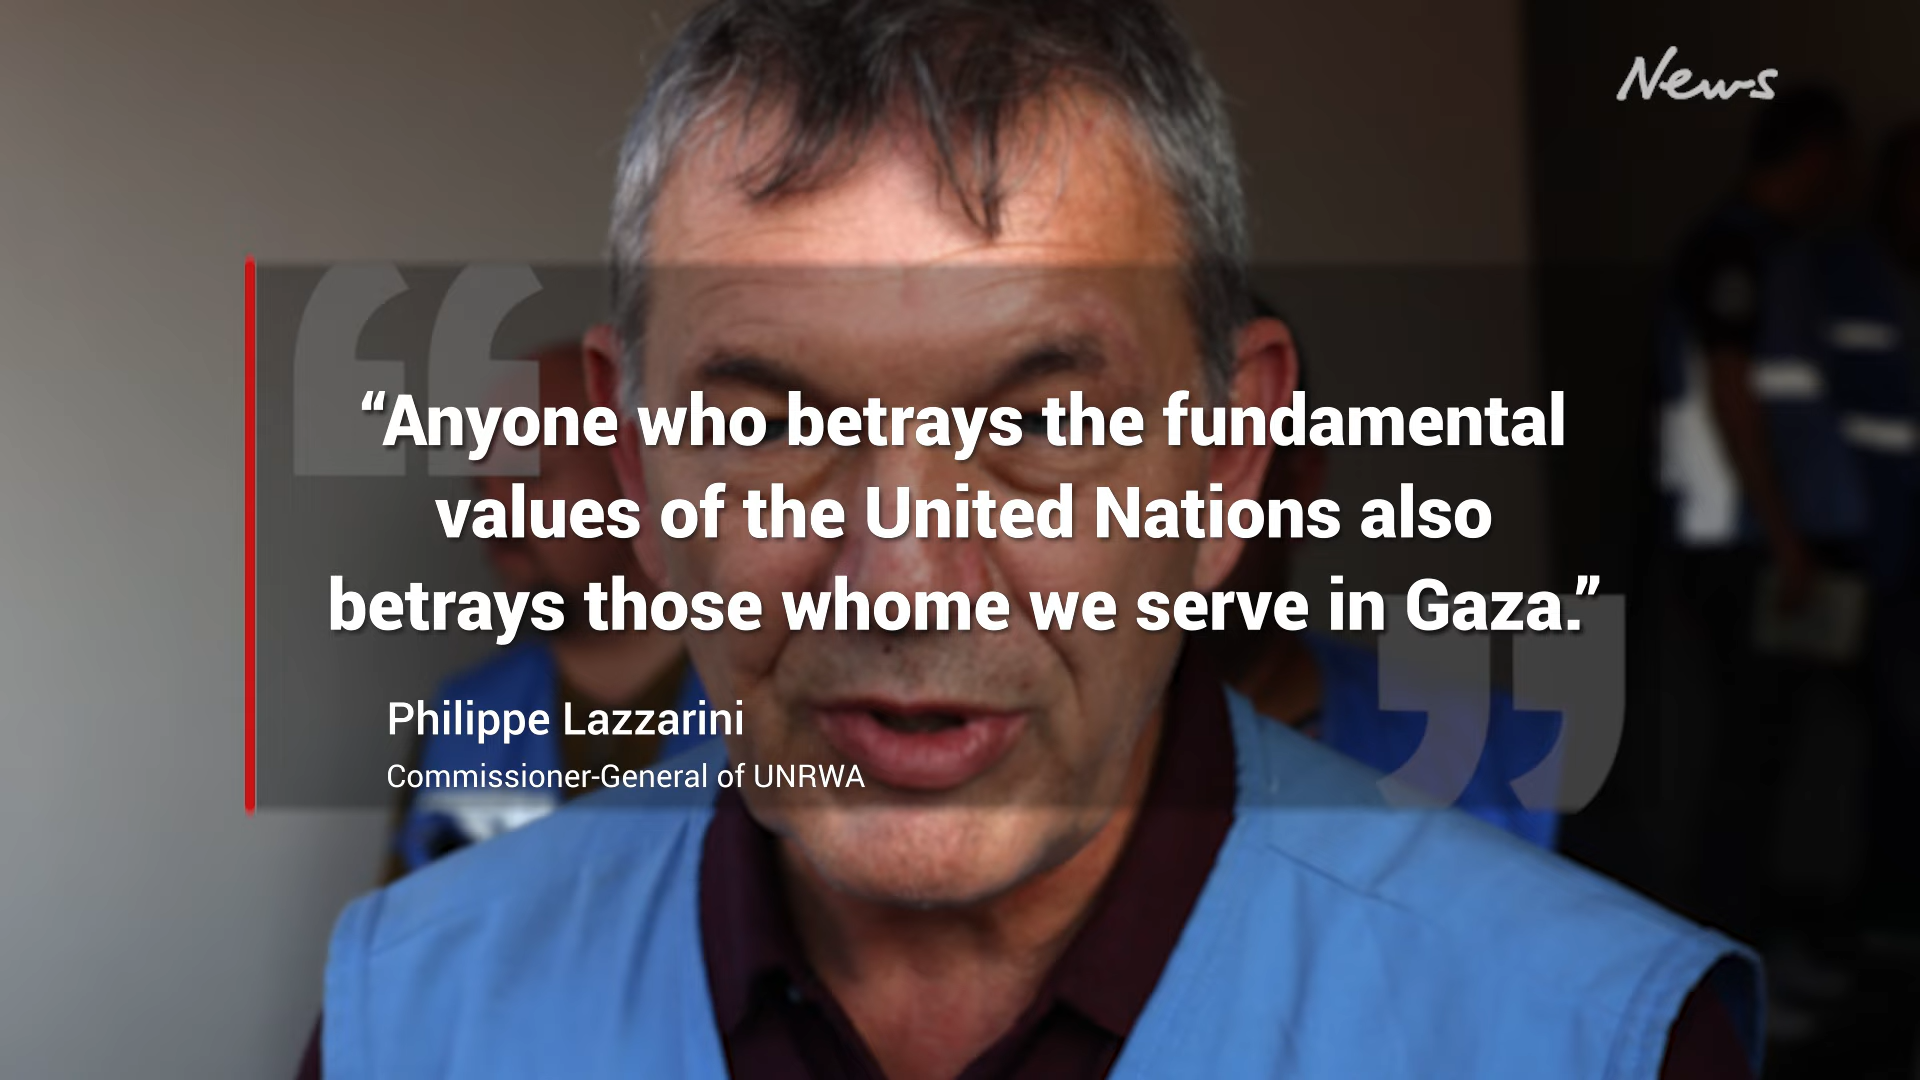 News
“Anyone who betrays the fundamental
values of the United Nations also
betrays those whome we serve in Gaza.”
Philippe Lazzarini
Commissioner-General of UNRWA